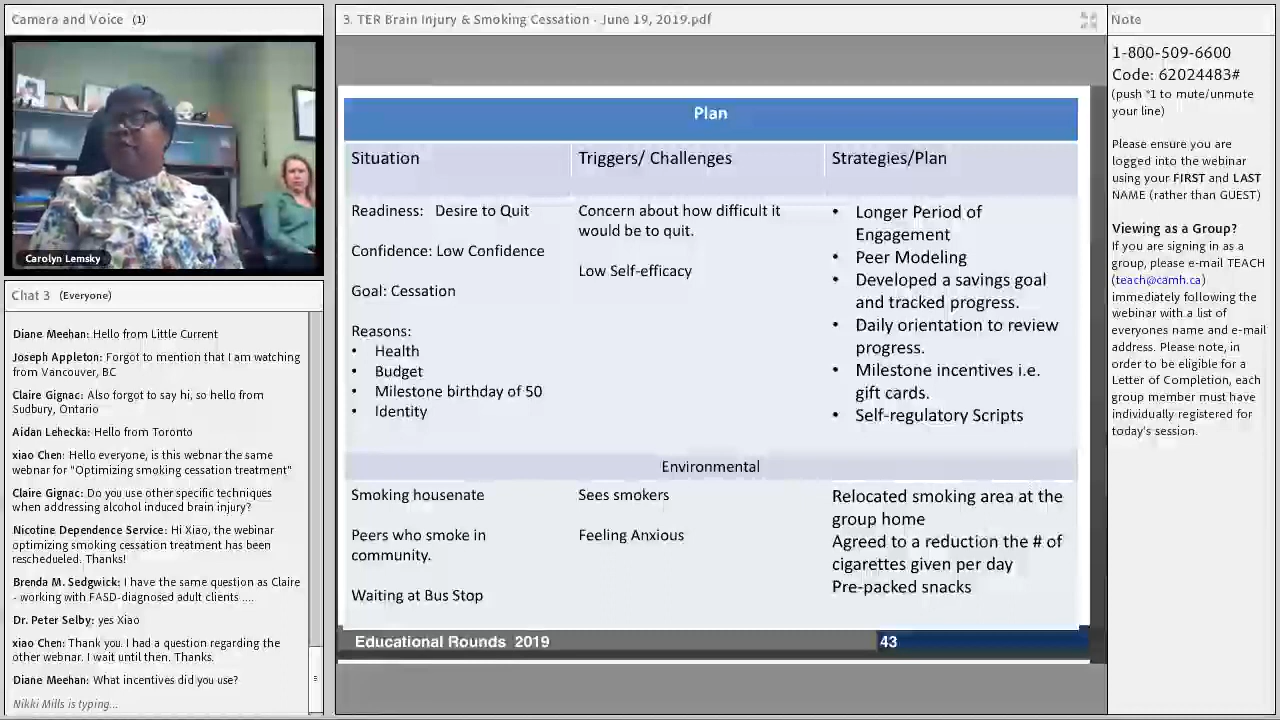 Camera and Voice (1)
Carolyn Lemsky
Chat 3 (Everyone)
Diane Meehan: Hello from Little Current
Joseph Appleton: Forgot to mention that I am watching
from Vancouver, BC
Claire Gignac: Also forgot to say hi, so hello from
Sudbury, Ontario
Aidan Lehecka: Hello from Toronto
xiao Chen: Hello everyone, is this webnar the same
webnar for "Optimizing smoking cessation treatment"
Claire Gignac: Do you use other specific techniques
when addressing alcohol induced brain injury?
Nicotine Dependence Service: Hi Xiao, the webinar
optimizing smoking cessation treatment has been
reschedueled. Thanks!
Brenda M. Sedgwick: I have the same question as Claire
- working with FASD-diagnosed adult clients ....
Dr. Peter Selby: yes Xiao
xiao Chen: Thank you. I had a question regarding the
other webnar. I wait until then. Thanks.
Diane Meehan: What incentives did you use?
Nikki Mills is typing...
3. TER Brain Injury & Smoking Cessation - June 19, 2019.pdf
Plan
Situation
Triggers/ Challenges
Strategies/Plan
Readiness: Desire to Quit
Confidence: Low Confidence
Goal: Cessation
Reasons:
• Health
• Budget
• Milestone birthday of 50
• Identity
Concern about how difficult it
would be to quit.
Low Self-efficacy
• Longer Period of
Engagement
• Peer Modeling
• Developed a savings goal
and tracked progress.
• Daily orientation to review
progress.
• Milestone incentives i.e.
gift cards.
• Self-regulatory Scripts
Environmental
Smoking housenate
Peers who smoke in
community.
Waiting at Bus Stop
Sees smokers
Feeling Anxious
Relocated smoking area at the
group home
Agreed to a reduction the # of
cigarettes given per day
Pre-packed snacks
Educational Rounds 2019
43
Note
1-800-509-6600
Code: 62024483#
(push *1 to mute/unmute
your line)
Please ensure you are
logged into the webinar
using your FIRST and LAST
NAME (rather than GUEST)
Viewing as a Group?
If you are signing in as a
group, please e-mail TEACH
(teach@camh.ca)
immediately following the
webinar with a list of
everyones name and e-mail
address. Please note, in
order to be eligible for a
Letter of Completion, each
group member must have
individually registered for
today's session.